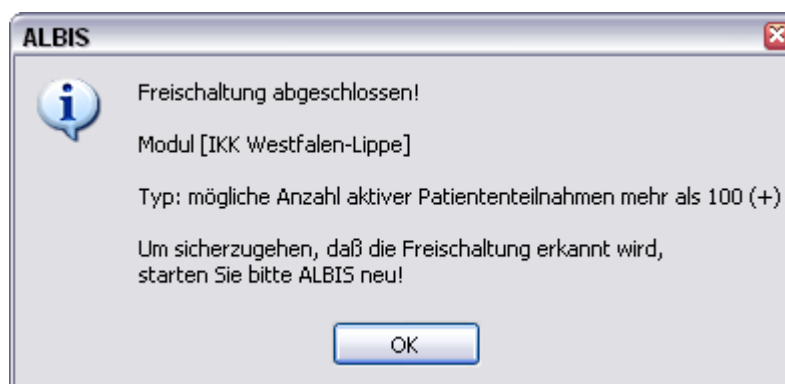 ALBIS
Freischaltung abgeschlossen!
Modul [IKK Westfalen-Lippe]
Typ: mögliche Anzahl aktiver Patiententeilnahmen mehr als 100 (+)
Um sicherzugehen, daß die Freischaltung erkannt wird,
starten Sie bitte ALBIS neu!
OK